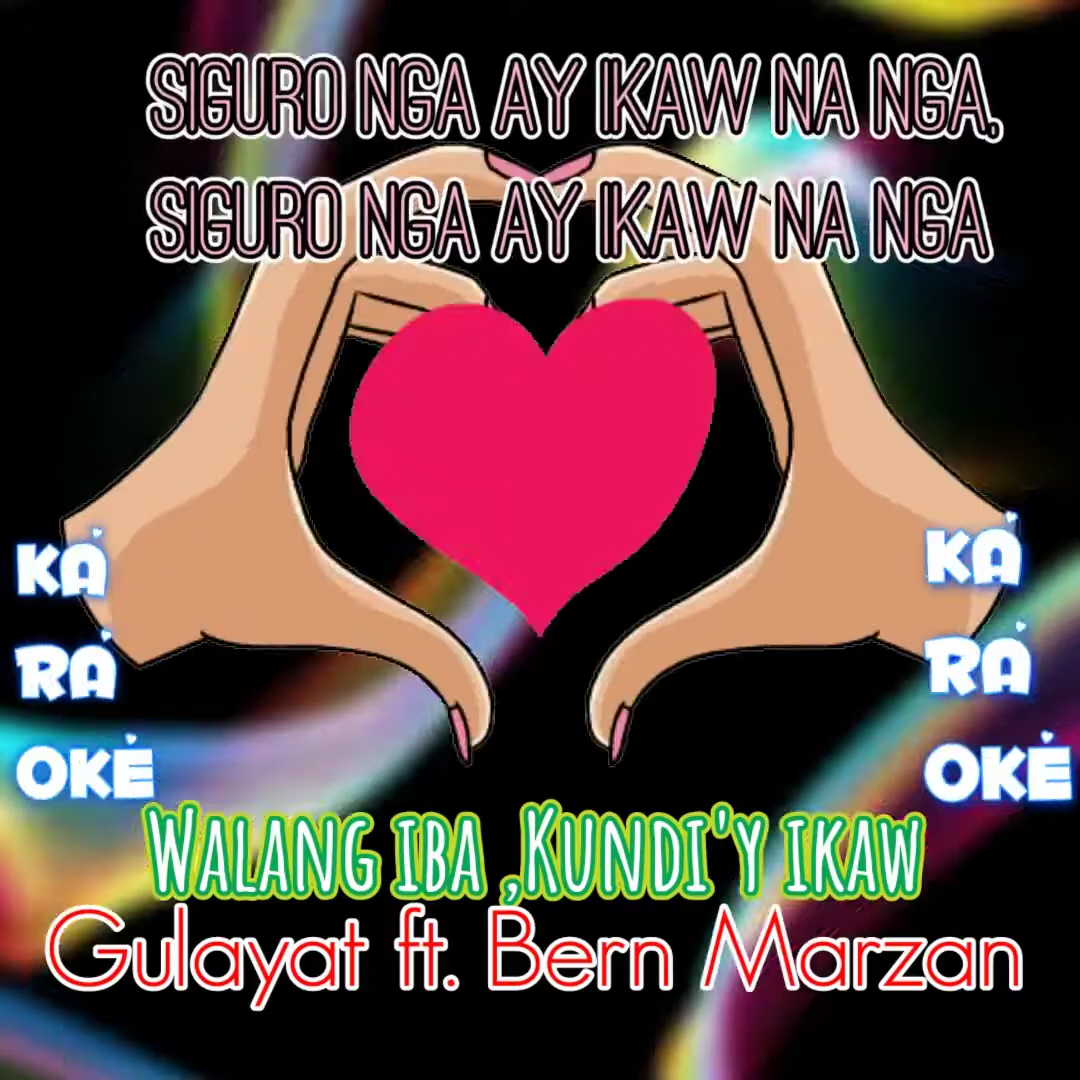 SIGURO NGA AY IKAW NA NGA,
SIGURO NGA AY IKAW NA NGA
KA
RA
OKE
KA
RA
OKE
WALANG IBA ,KUNDI'Y IKAW
Gulayat ft. Bern Marzan